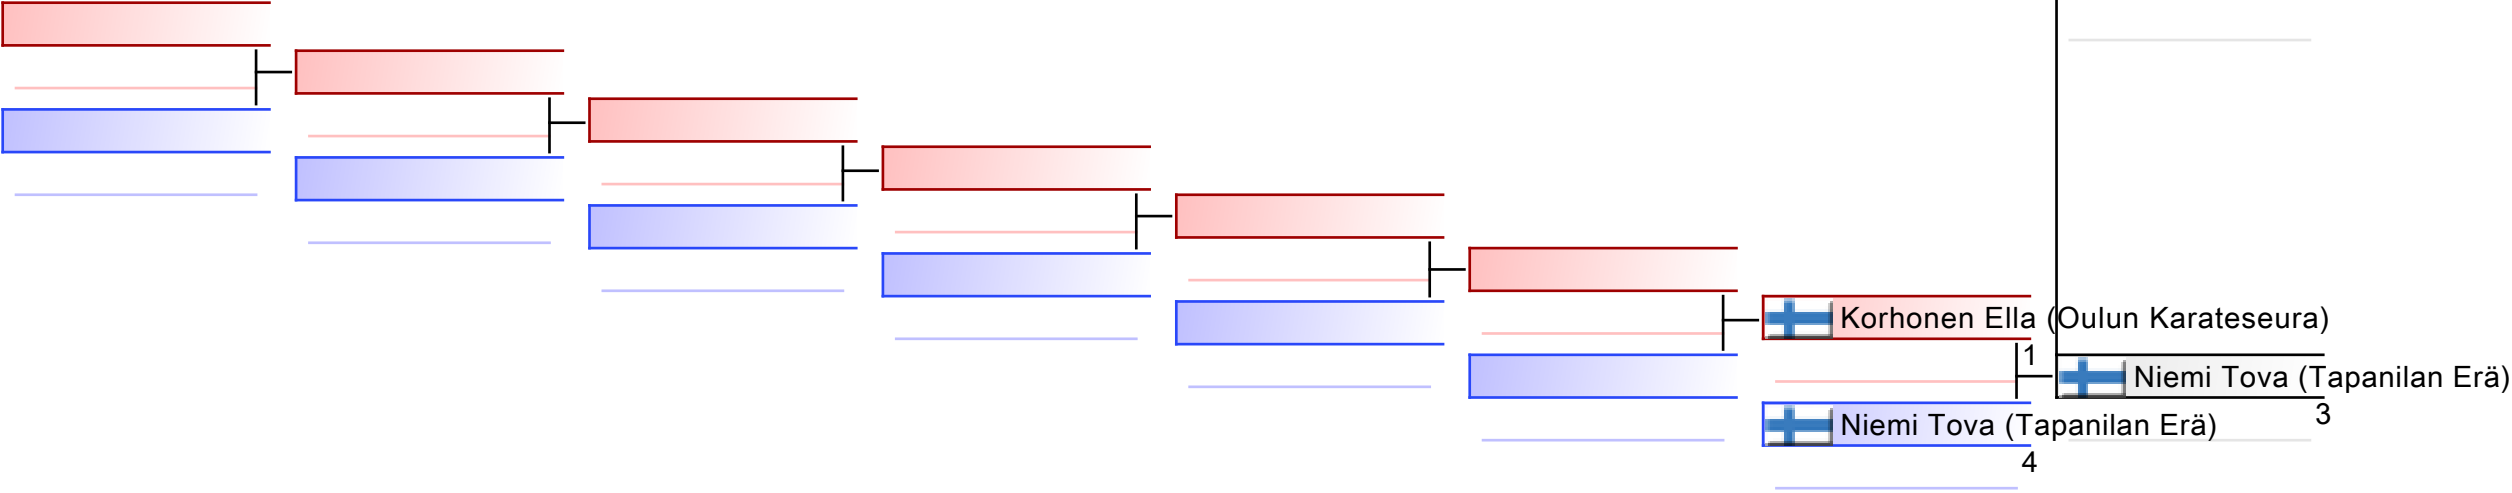 Korhonen Ella (Oulun Karateseura)
1
Niemi Tova (Tapanilan Erä)
3
Niemi Tova (Tapanilan Erä)
4